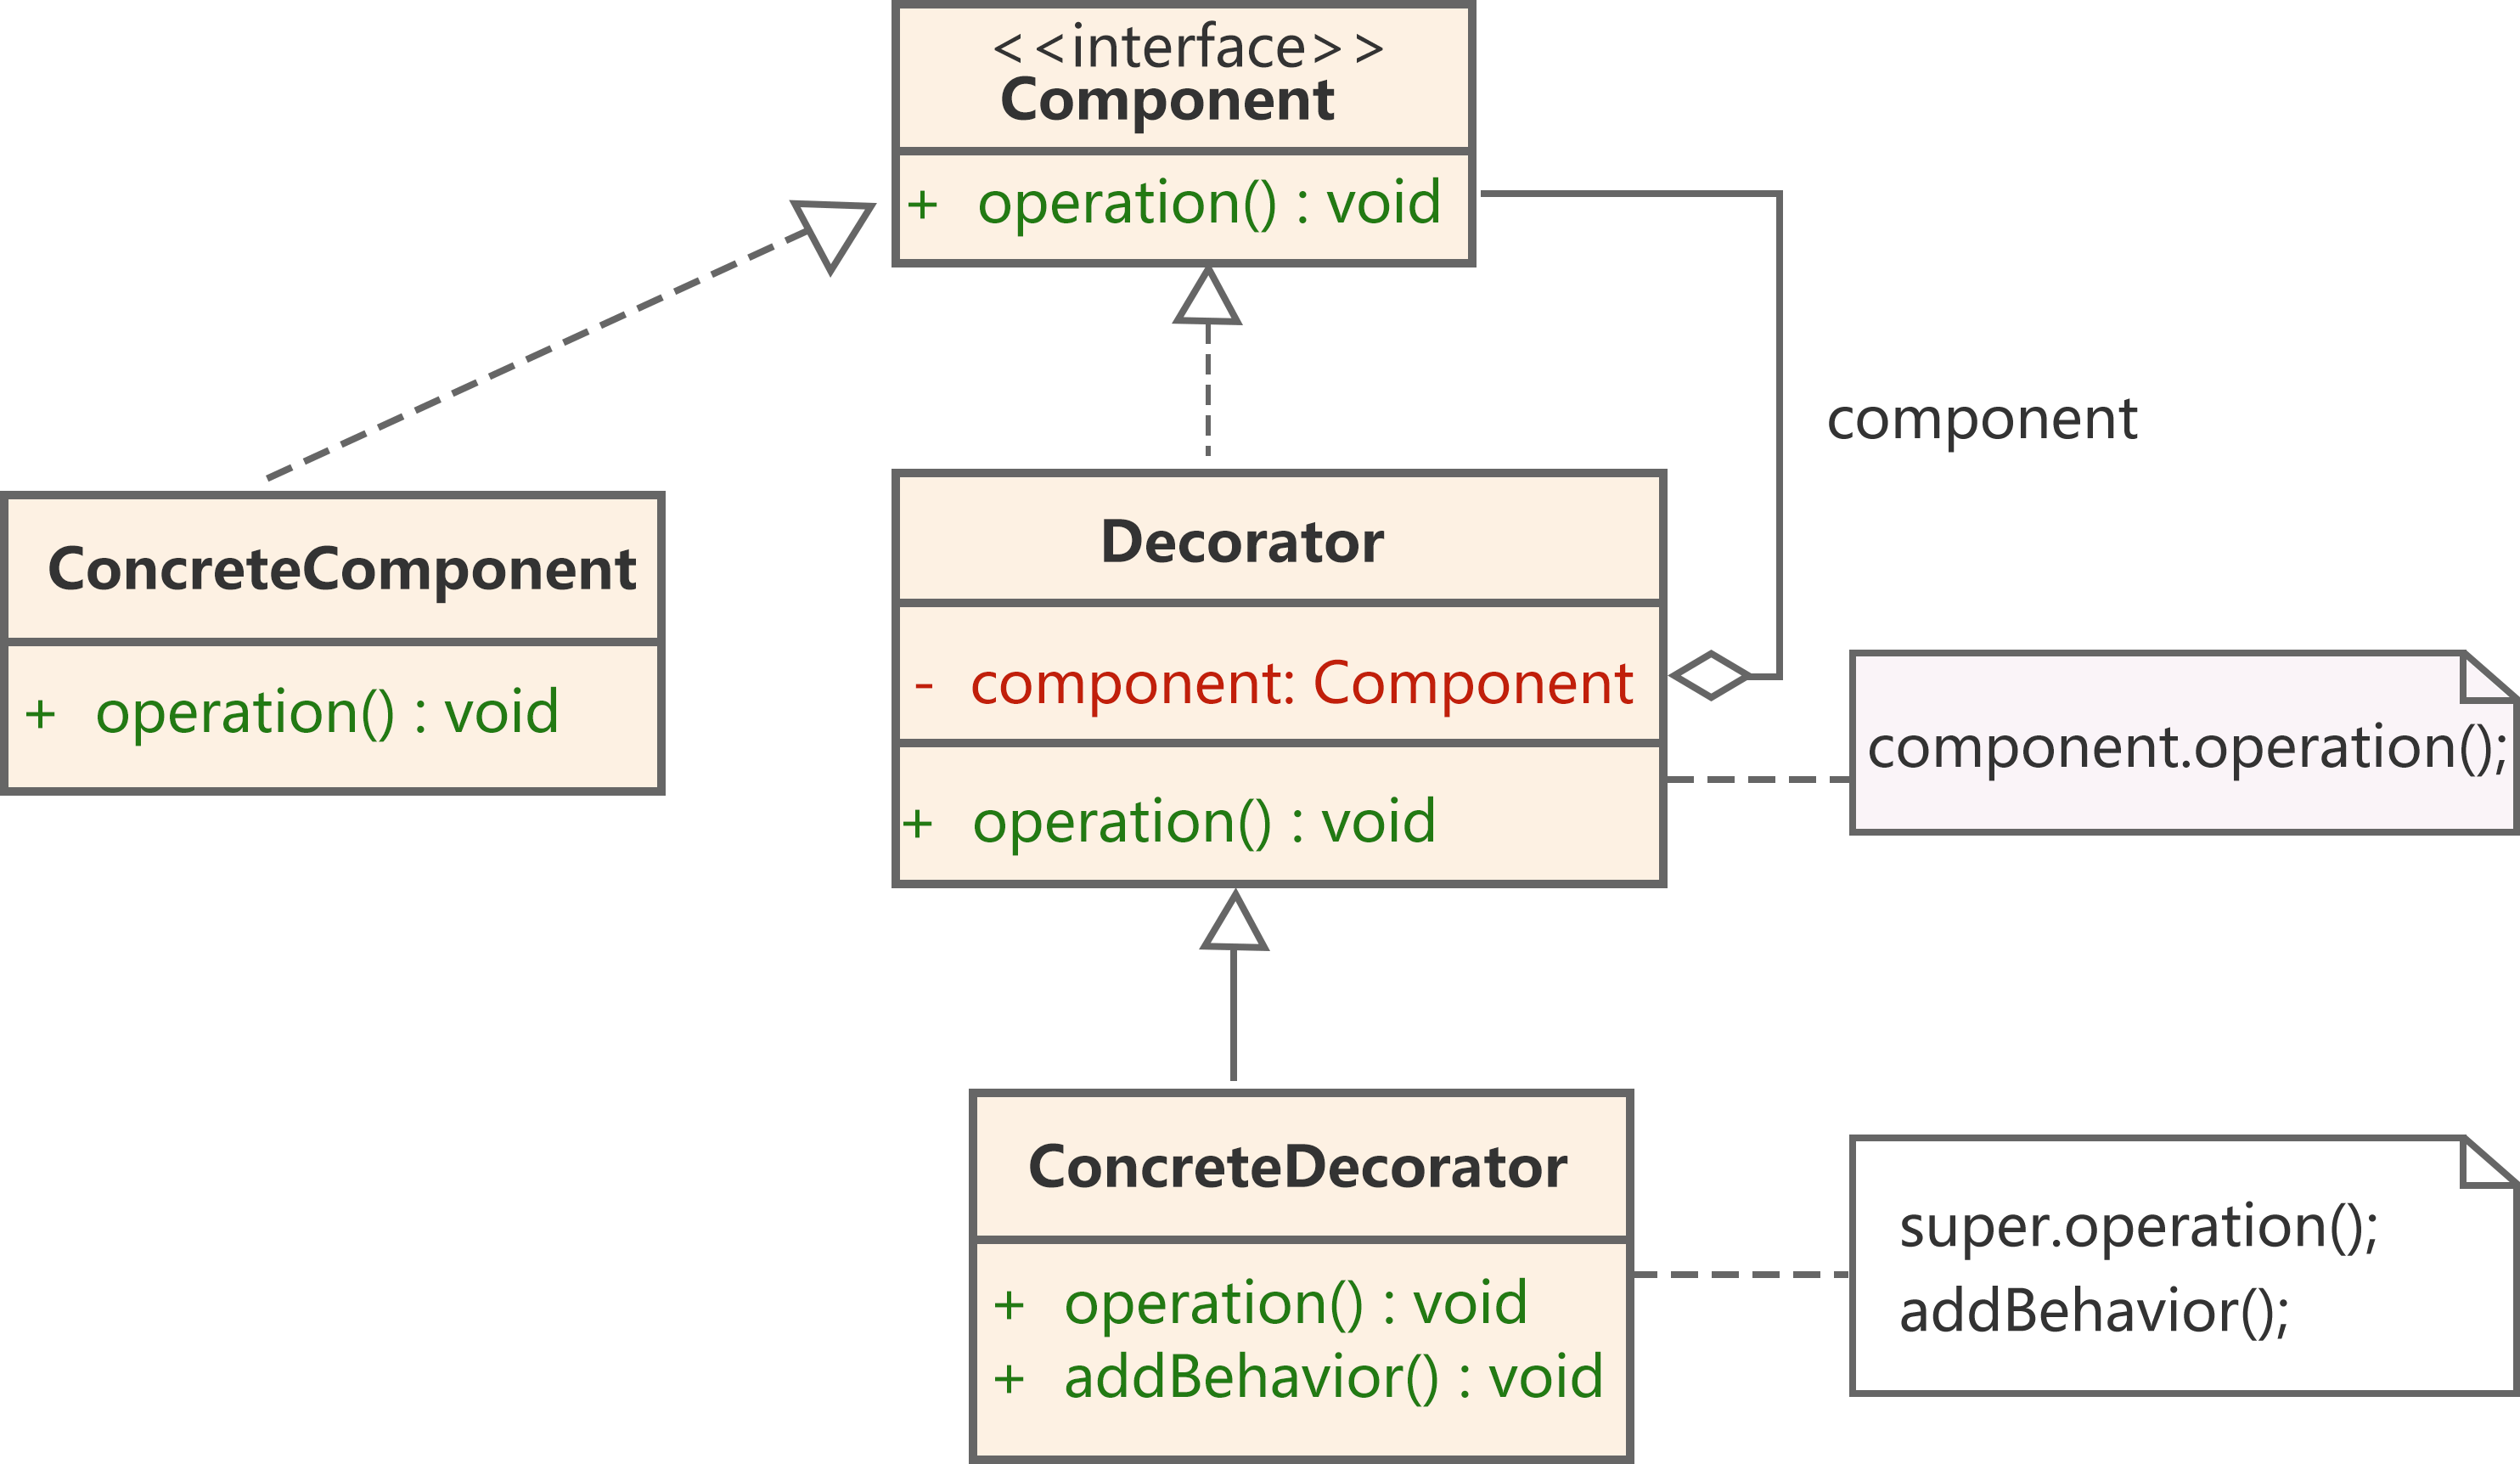 <<interface>>
Component
+ operation() : void
component
ConcreteComponent
+ operation() : void
Decorator
- component: Component
+ operation() : void
component.operation();
ConcreteDecorator
+ operation() : void
+ addBehavior() : void
super.operation();
addBehavior();